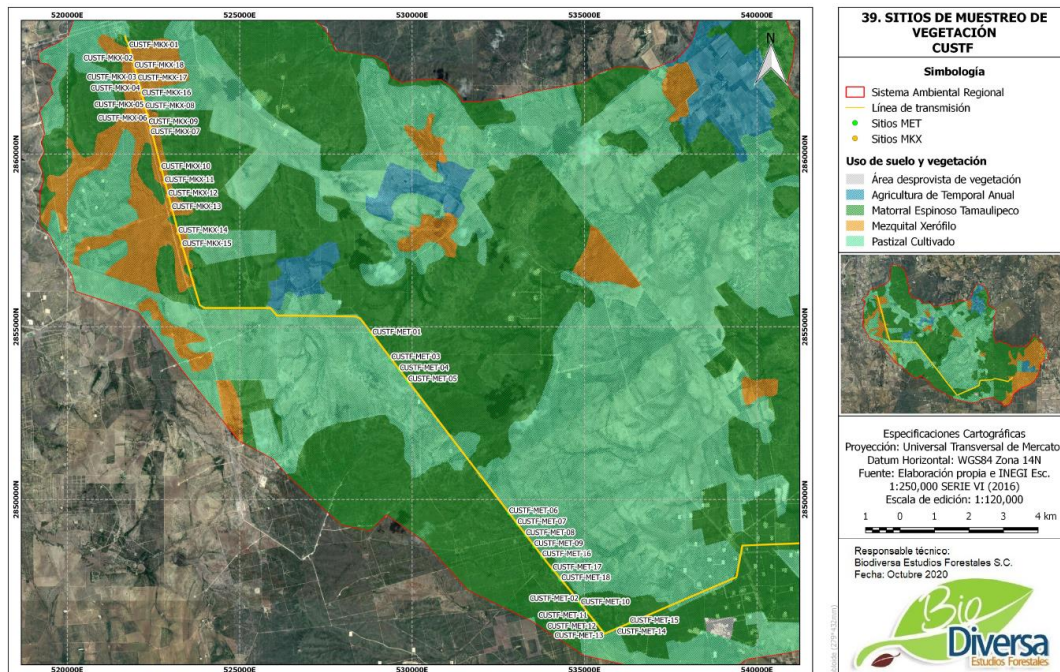 520000E 525000E 530000E 535000E 540000E
2860000N
2855000N
2850000N
2860000N
2855000N
2850000N
520000E 525000E 530000E 535000E 540000E
N
CUSTF-MKX-01
CUSTF-MKX-02
CUSTF-MKX-18
CUSTF-MKX-03
CUSTF-MKX-17
CUSTF-MKX-04
CUSTF-MKX-16
CUSTF-MKX-05
CUSTF-MKX-08
CUSTF-MKX-06
CUSTF-MKX-09
CUSTF-MKX-07
CUSTF-MKX-10
CUSTF-MKX-11
CUSTF-MKX-12
CUSTF-MKX-13
CUSTF-MKX-14
CUSTF-MKX-15
CUSTF-MET-01
CUSTF-MET-03
CUSTF-MET-04
CUSTF-MET-05
CUSTF-MET-06
CUSTF-MET-07
CUSTF-MET-08
CUSTF-MET-09
CUSTF-MET-16
CUSTF-MET-17
CUSTF-MET-18
CUSTF-MET-02
CUSTF-MET-10
CUSTF-MET-11
CUSTF-MET-15
CUSTF-MET-12
CUSTF-MET-14
CUSTF-MET-13
39. SITIOS DE MUESTREO DE
VEGETACIÓN
CUSTF
Simbología
Sistema Ambiental Regional
Línea de transmisión
Sitios MET
Sitios MKX
Uso de suelo y vegetación
Área desprovista de vegetación
Agricultura de Temporal Anual
Matorral Espinoso Tamaulipeco
Mezquital Xerófilo
Pastizal Cultivado
Especificaciones Cartográficas
Proyección: Universal Transversal de Mercato
Datum Horizontal: WGS84 Zona 14N
Fuente: Elaboración propia e INEGI Esc.
1:250,000 SERIE VI (2016)
Escala de edición: 1:120,000
1 0 1 2 3 4 km
Responsable técnico:
Biodiversa Estudios Forestales S.C.
Fecha: Octubre 2020
Bio
Diversa
Estudios Forestales